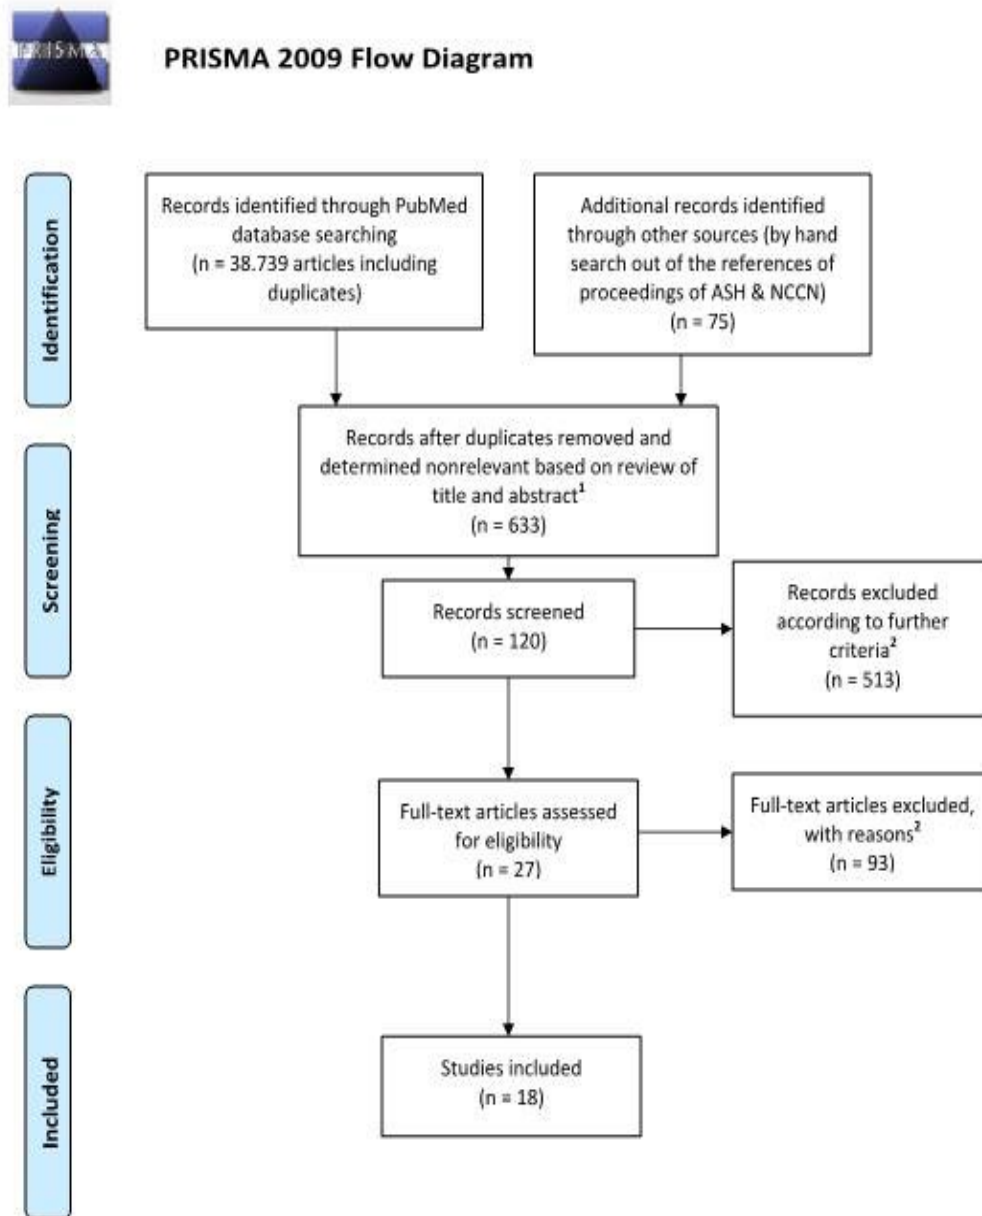 PRISMA
PRISMA 2009 Flow Diagram
Identification
Records identified through PubMed
database searching
(n = 38.739 articles including
duplicates)
Additional records identified
through other sources (by hand
search out of the references of
proceedings of ASH & NCCN)
(n = 75)
Screening
Records after duplicates removed and
determined nonrelevant based on review of
title and abstract¹
(n = 633)
Records screened
(n = 120)
Records excluded
according to further
criteria²
(n = 513)
Eligibility
Full-text articles assessed
for eligibility
(n = 27)
Full-text articles excluded,
with reasons²
(n = 93)
Included
Studies included
(n = 18)